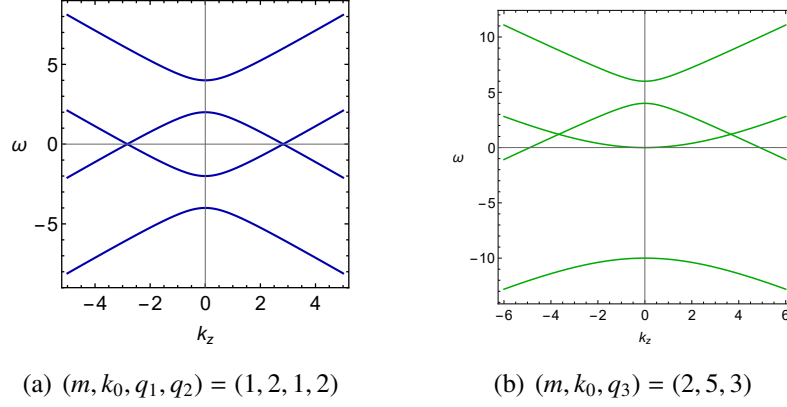 5
0
−5
ω
−4 −2 0 2 4
k_z
(a) (m, k_0, q_1, q_2) = (1, 2, 1, 2)
10
5
0
−5
−10
ω
−6 −4 −2 0 2 4 6
k_z
(b) (m, k_0, q_3) = (2, 5, 3)